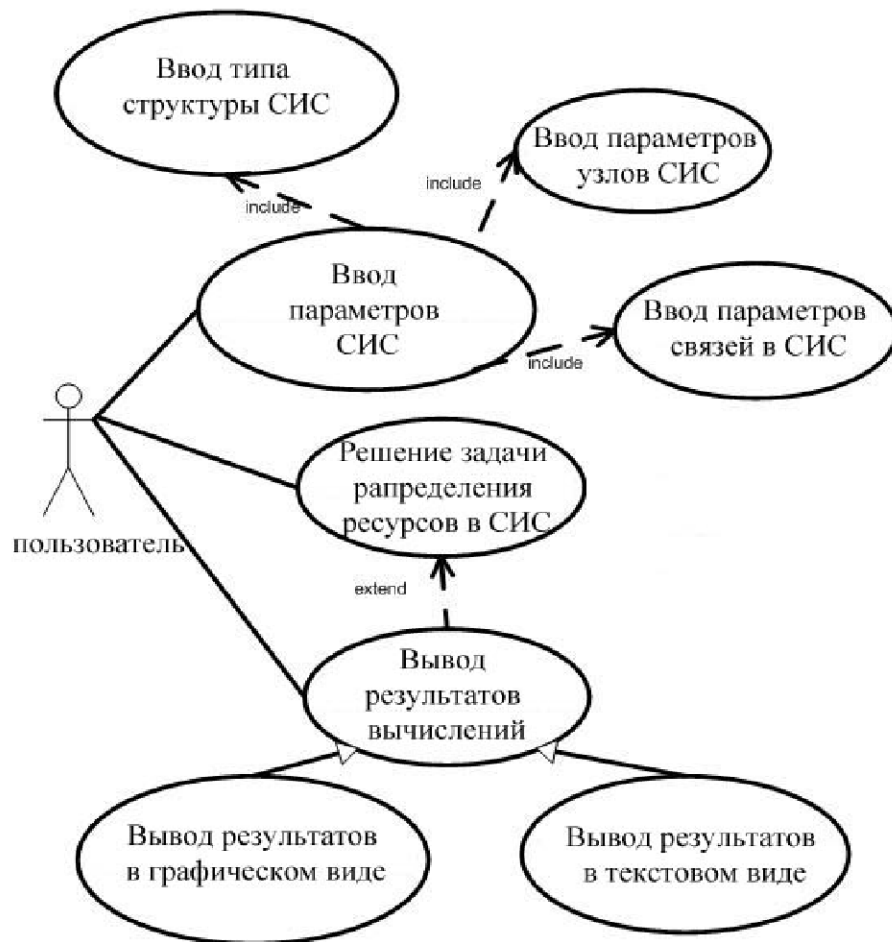 Ввод типа
структуры СИС
Ввод параметров
узлов СИС
include
include
Ввод
параметров
СИС
Ввод параметров
связей в СИС
include
Решение задачи
рапределения
ресурсов в СИС
пользователь
extend
Вывод
результатов
вычислений
Вывод результатов
в графическом виде
Вывод результатов
в текстовом виде